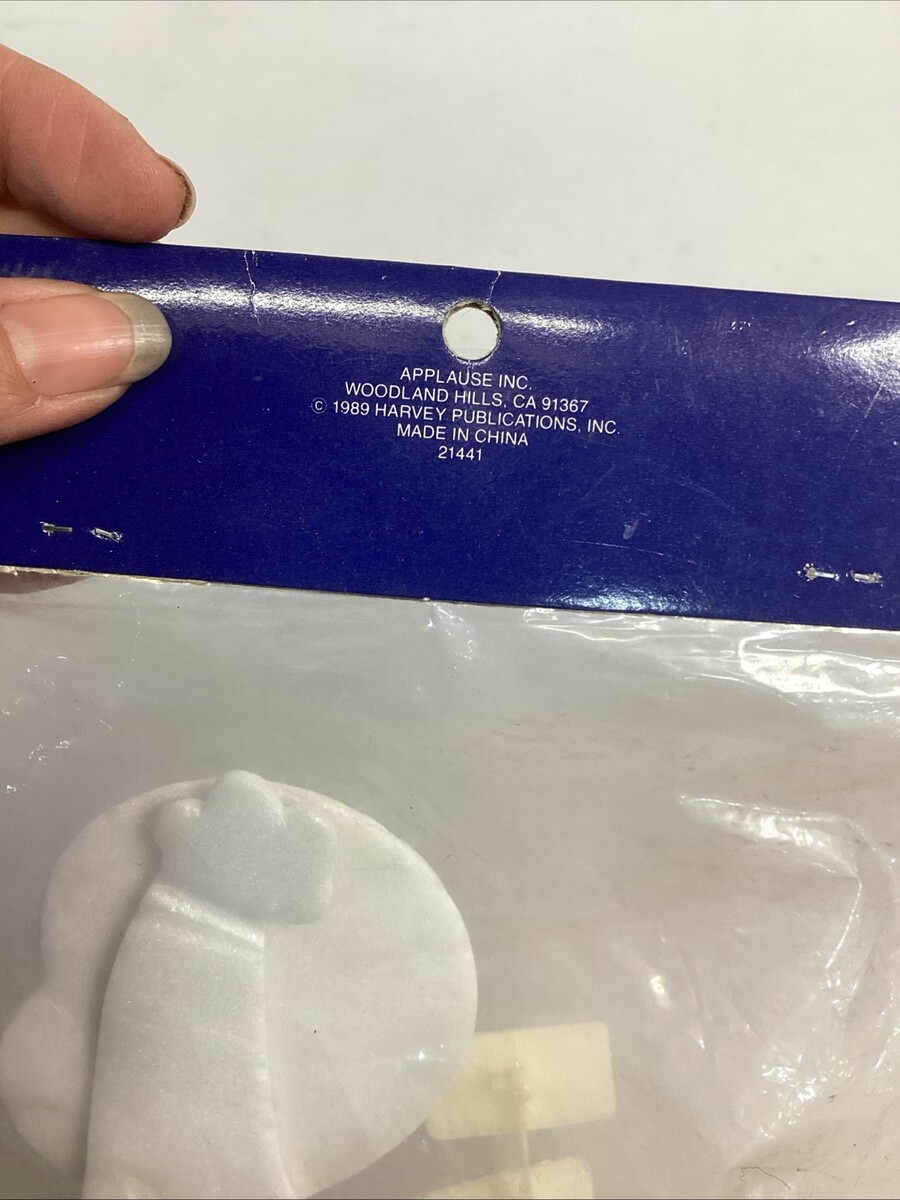 APPLAUSE INC.
WOODLAND HILLS, CA 91367
© 1989 HARVEY PUBLICATIONS, INC.
MADE IN CHINA
21441